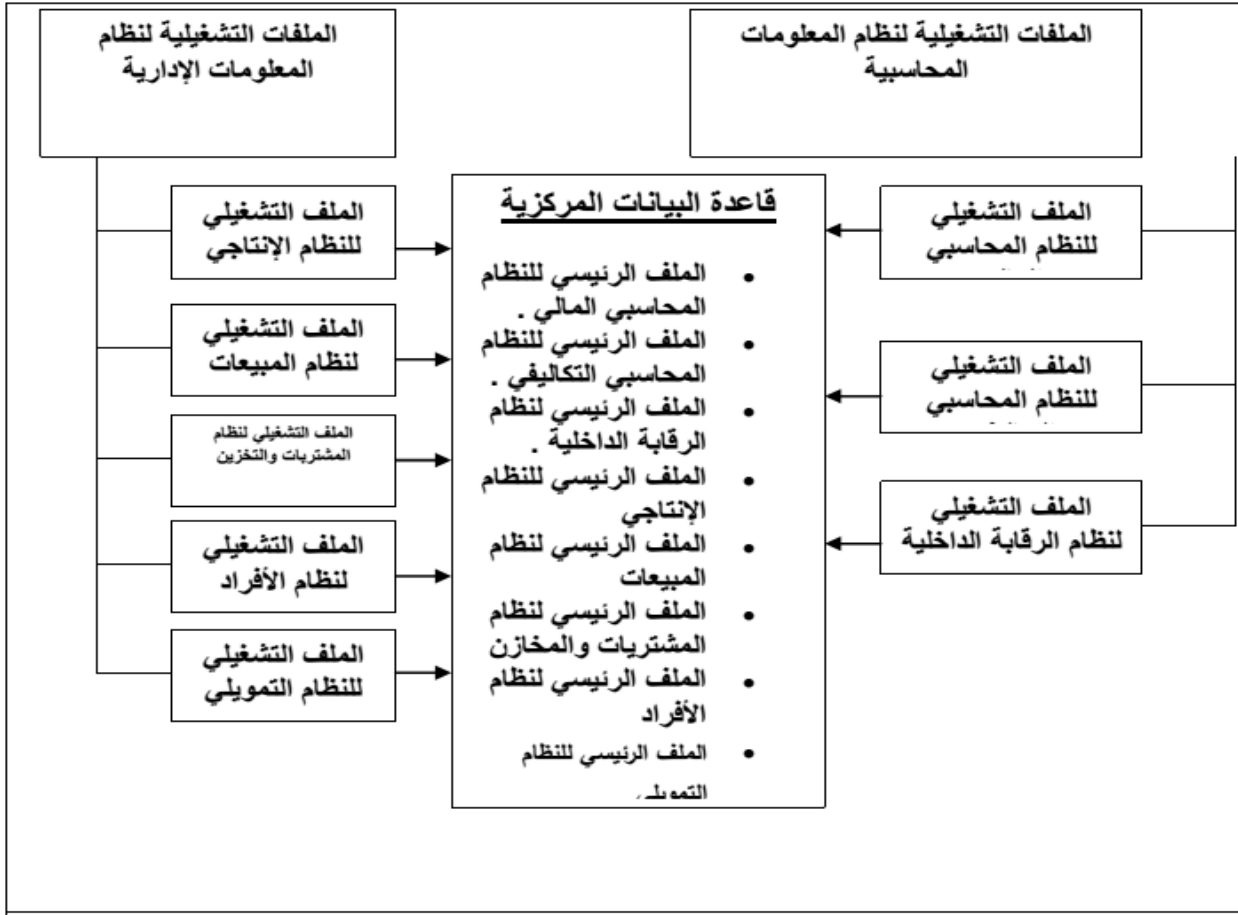 الملفات التشغيلية لنظام المعلومات
المحاسبية
الملفات التشغيلية لنظام
المعلومات الإدارية
الملف التشغيلي
للنظام المحاسبي
الملف التشغيلي
للنظام المحاسبي
الملف التشغيلي
لنظام الرقابة الداخلية
قاعدة البيانات المركزية
• الملف الرئيسي للنظام
المحاسبي المالي .
• الملف الرئيسي للنظام
المحاسبي التكاليفي .
• الملف الرئيسي لنظام
الرقابة الداخلية .
• الملف الرئيسي للنظام
الإنتاجي
• الملف الرئيسي لنظام
المبيعات
• الملف الرئيسي لنظام
المشتريات والمخازن
• الملف الرئيسي لنظام
الأفراد
• الملف الرئيسي للنظام
التمويلي
الملف التشغيلي
للنظام الإنتاجي
الملف التشغيلي
لنظام المبيعات
الملف التشغيلي لنظام
المشتريات والتخزين
الملف التشغيلي
لنظام الأفراد
الملف التشغيلي
للنظام التمويلي